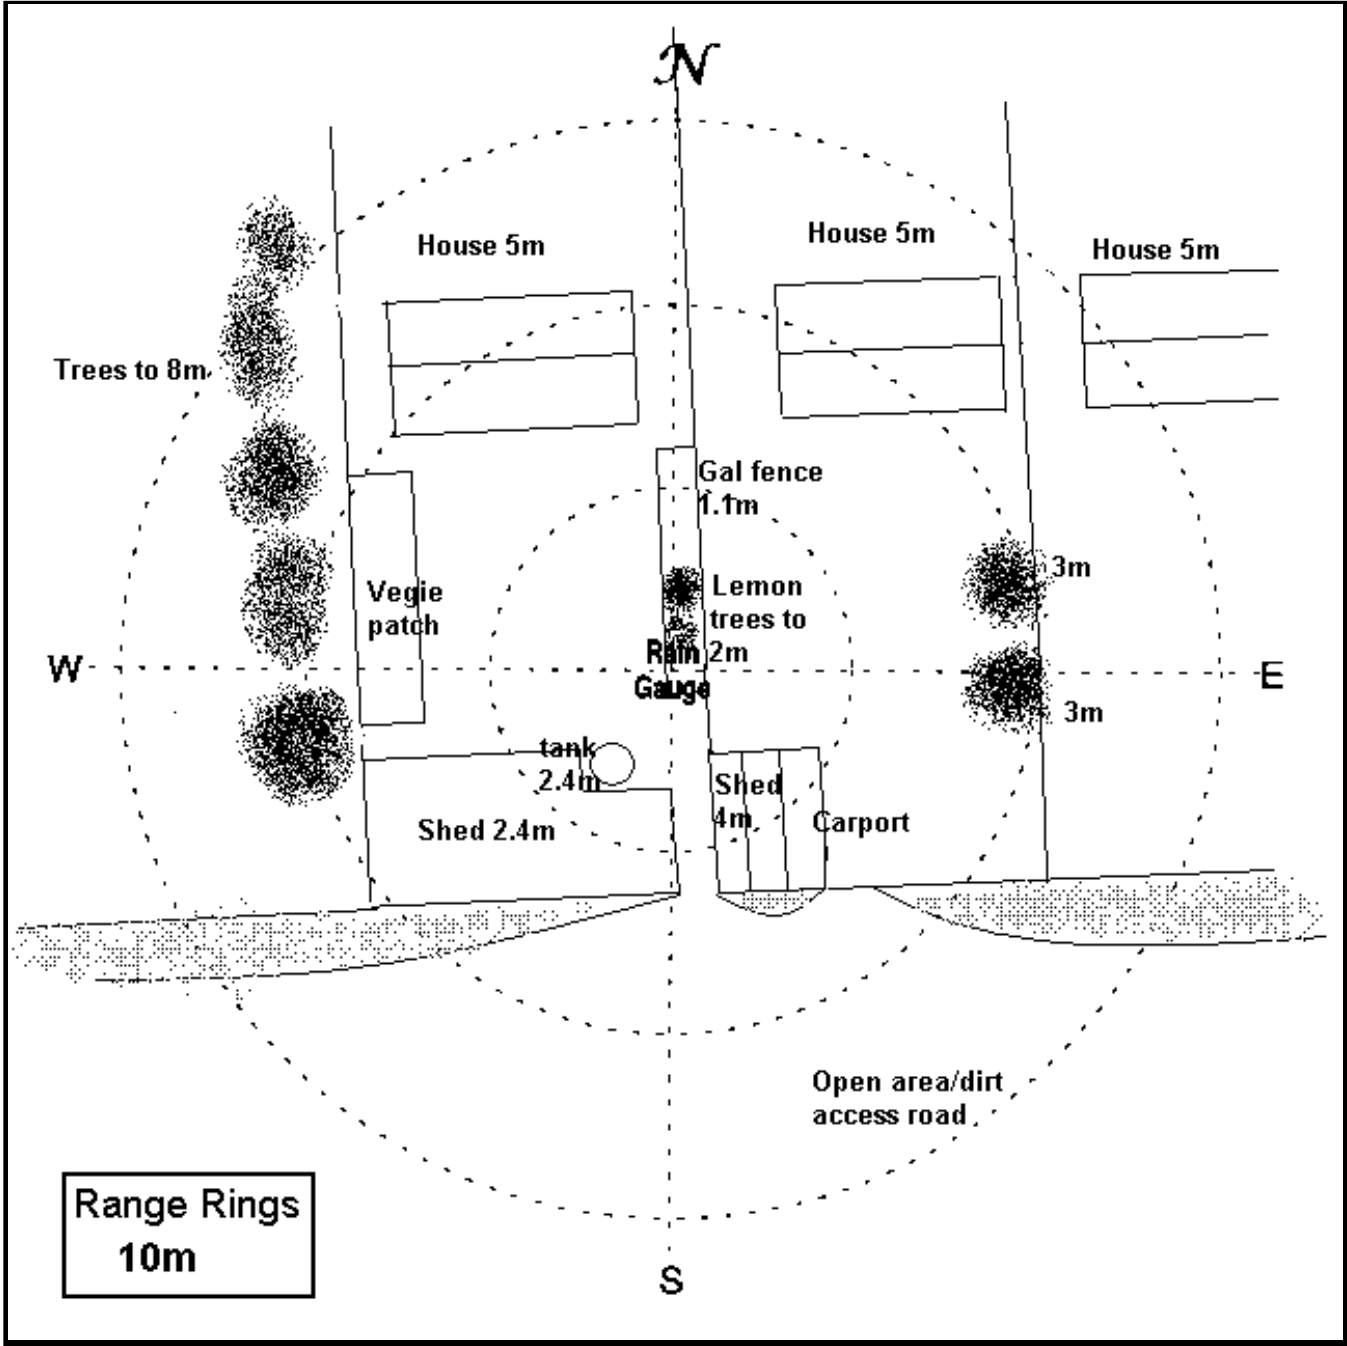 N
House 5m
House 5m
House 5m
Trees to 8m
Gal fence
1.1m
Vegie
patch
Lemon
trees to
2m
3m
W
Rain
Gauge
E
3m
tank
2.4m
Shed
4m
Shed 2.4m
Carport
Open area/dirt
access road
Range Rings
10m
S